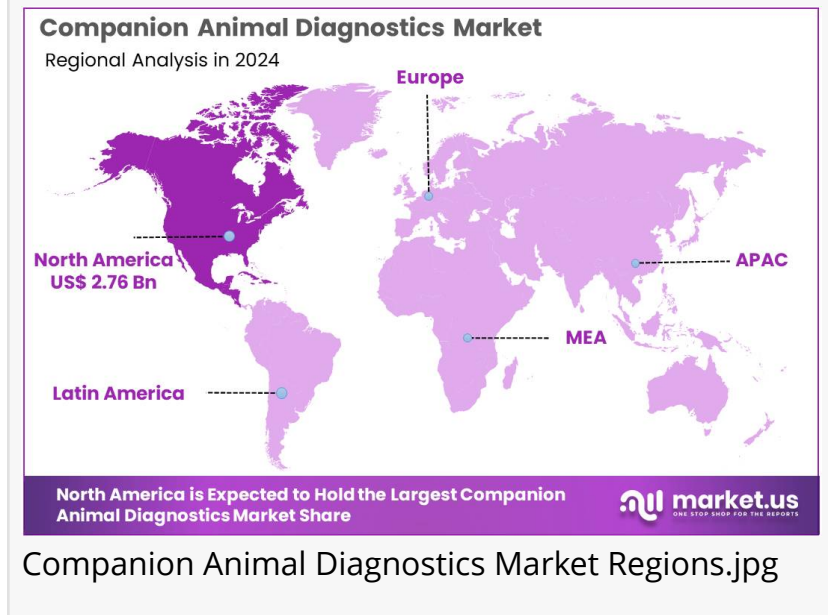 Companion Animal Diagnostics Market
Regional Analysis in 2024
Europe
North America
US$ 2.76 Bn
APAC
MEA
Latin America
North America is Expected to Hold the Largest Companion
Animal Diagnostics Market Share
market.us
ONE STOP SHOP FOR THE REPORTS
Companion Animal Diagnostics Market Regions.jpg